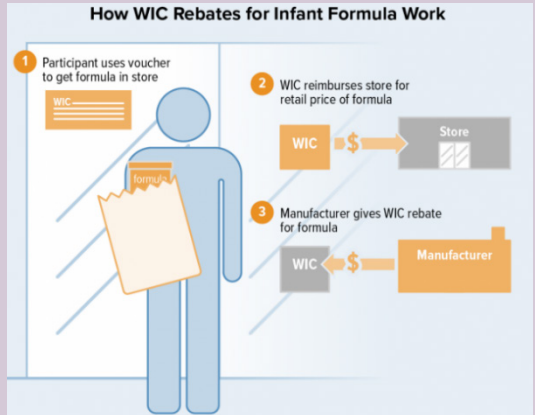 How WIC Rebates for Infant Formula Work
1 Participant uses voucher
to get formula in store
WIC
formula
2 WIC reimburses store for
retail price of formula
WIC $ Store
3 Manufacturer gives WIC rebate
for formula
WIC $ Manufacturer